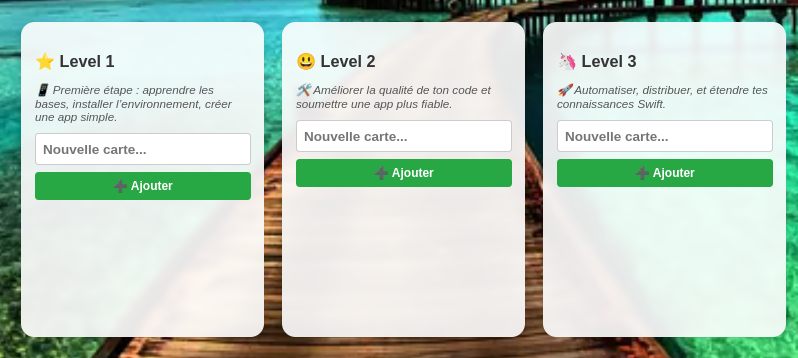 ⭐ Level 1
📱 Première étape : apprendre les
bases, installer l'environnement, créer
une app simple.
Nouvelle carte...
➕ Ajouter
😃 Level 2
🛠️ Améliorer la qualité de ton code et
soumettre une app plus fiable.
Nouvelle carte...
➕ Ajouter
🦄 Level 3
🚀 Automatiser, distribuer, et étendre tes
connaissances Swift.
Nouvelle carte...
➕ Ajouter